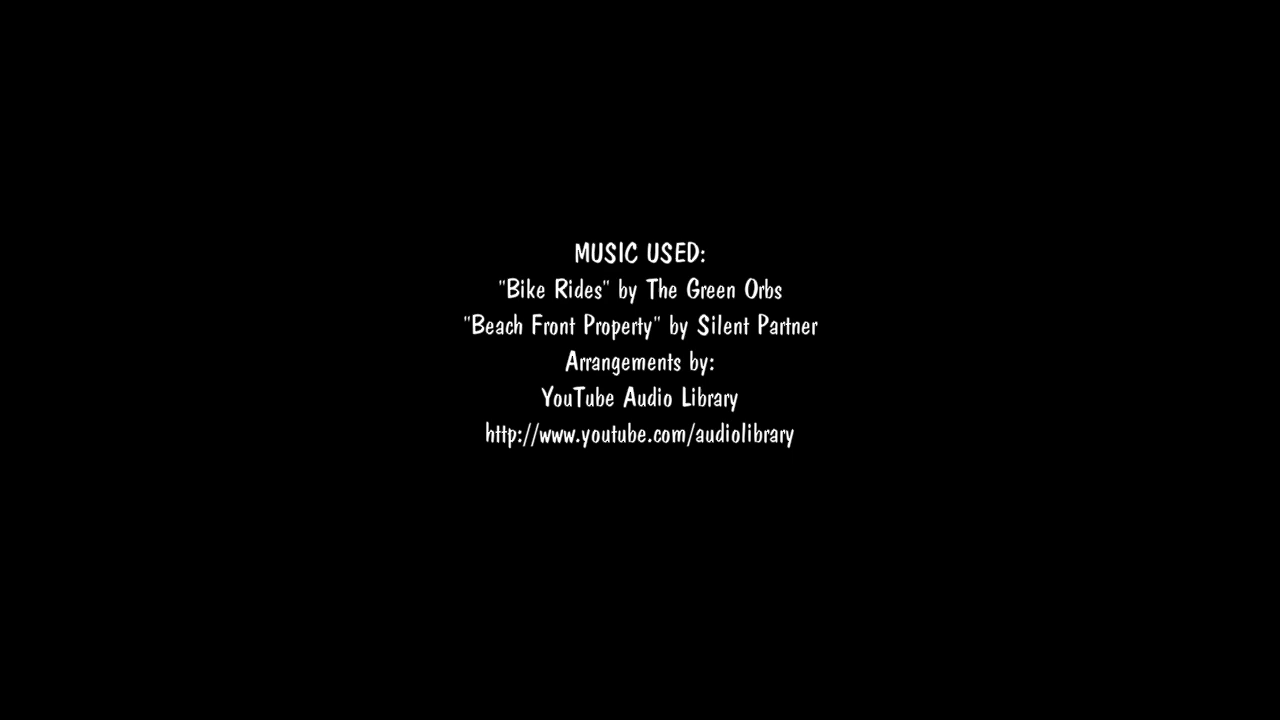 MUSIC USED:
"Bike Rides" by The Green Orbs
"Beach Front Property" by Silent Partner
Arrangements by:
YouTube Audio Library
http://www.youtube.com/audiolibrary